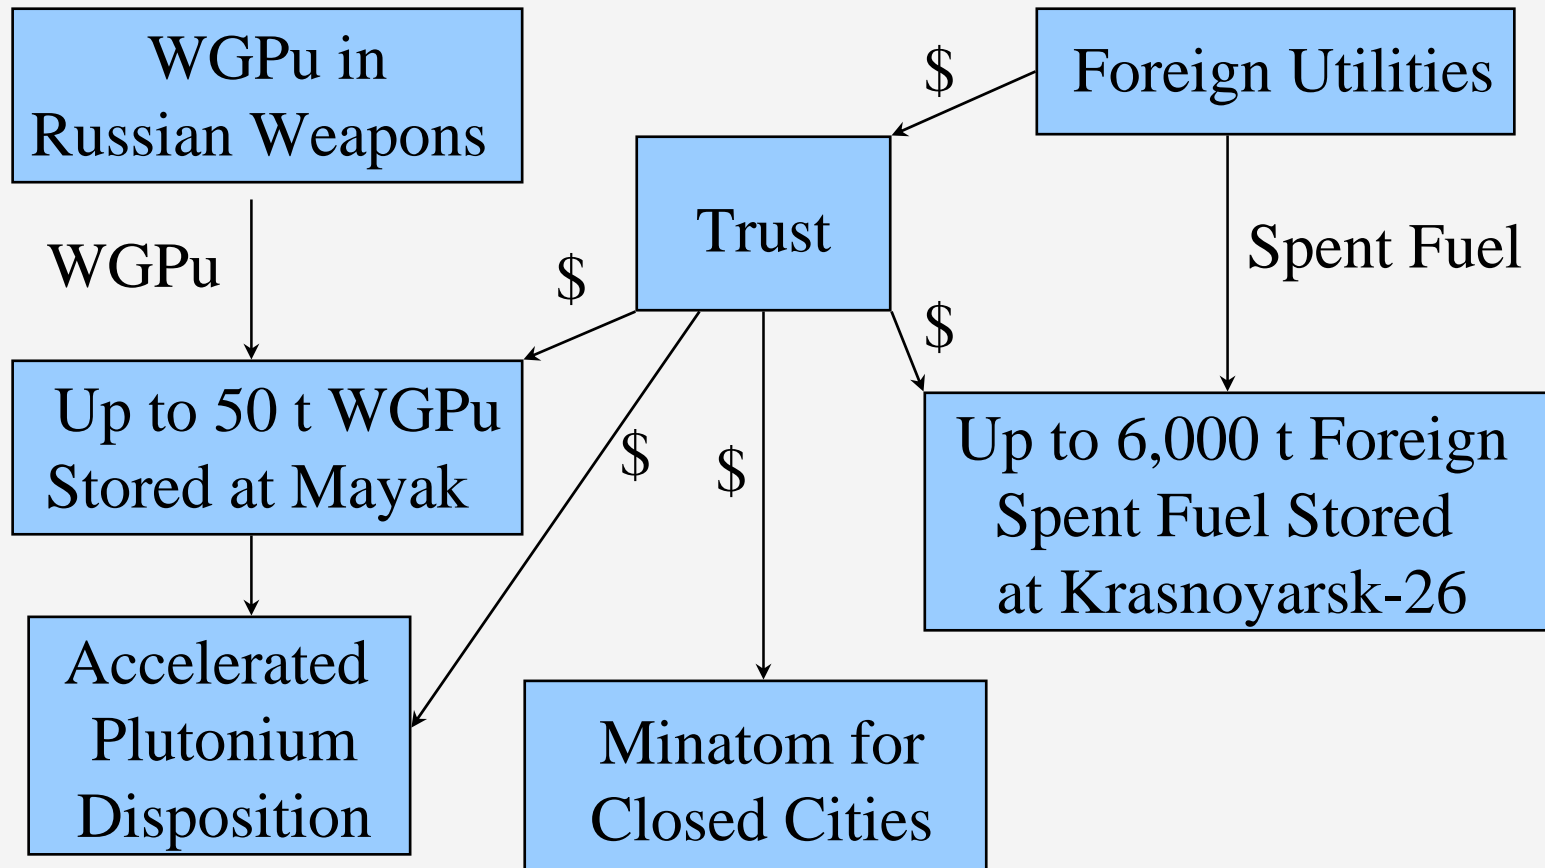 WGPu in
Russian Weapons
$
Foreign Utilities
Trust
WGPu
$
Spent Fuel
$
Up to 50 t WGPu
Stored at Mayak
$
$
Up to 6,000 t Foreign
Spent Fuel Stored
at Krasnoyarsk-26
Accelerated
Plutonium
Disposition
Minatom for
Closed Cities